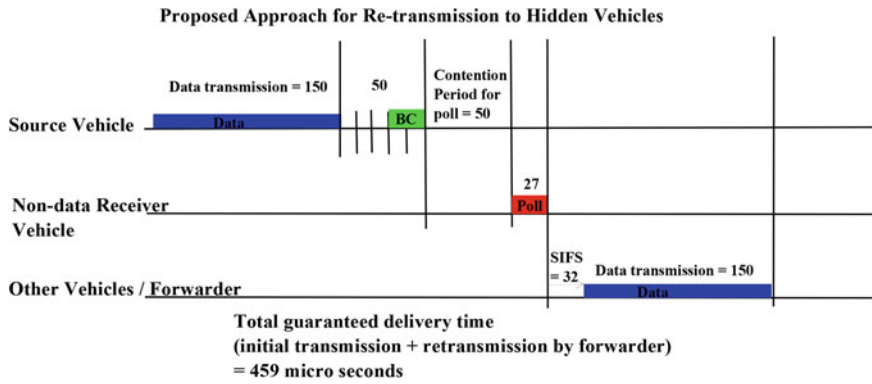 Proposed Approach for Re-transmission to Hidden Vehicles
Data transmission = 150
50
Contention
Period for
poll = 50
Source Vehicle
Data
BC
27
Non-data Receiver
Vehicle
Poll
SIFS
= 32
Data transmission = 150
Other Vehicles / Forwarder
Data
Total guaranteed delivery time
(initial transmission + retransmission by forwarder)
= 459 micro seconds